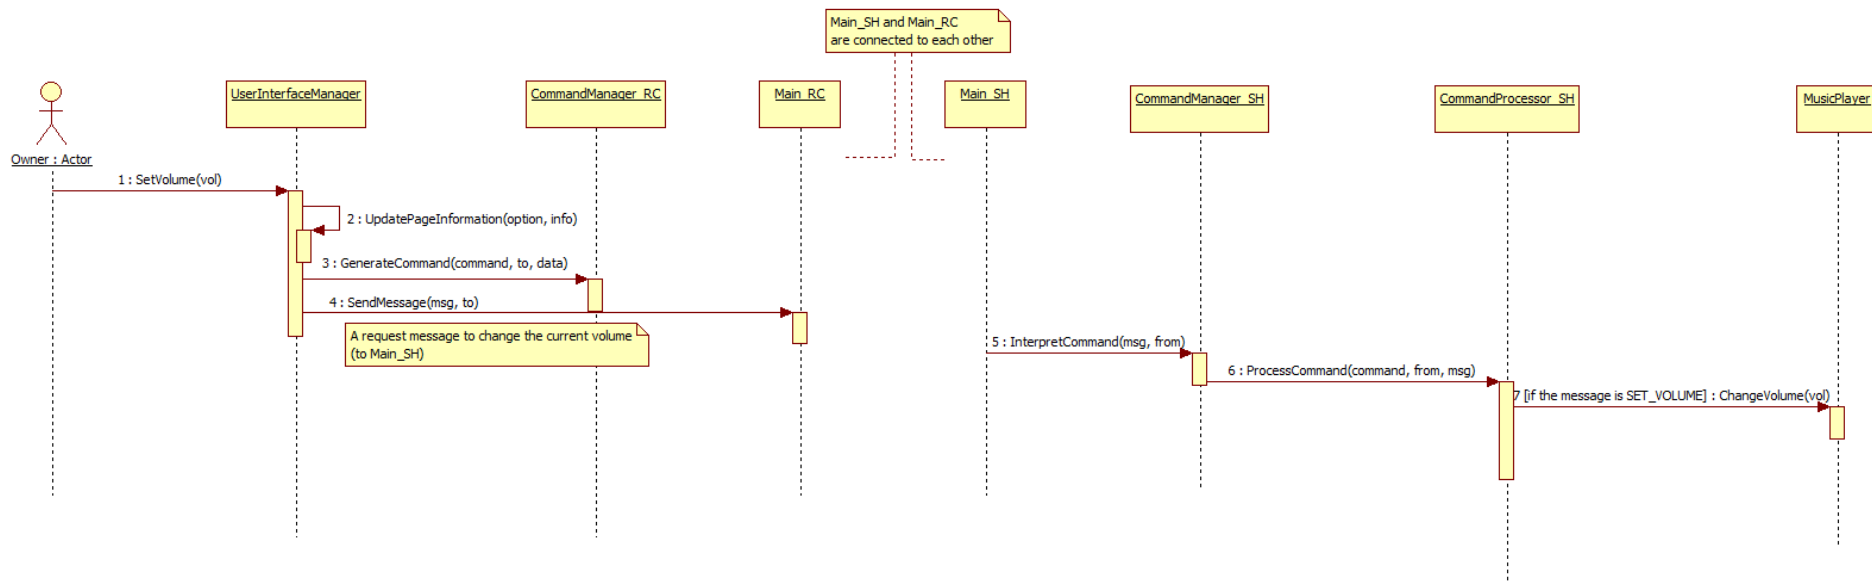 Main_SH and Main_RC
are connected to each other
UserInterfaceManager
CommandManager_RC
Main_RC
Main_SH
CommandManager_SH
CommandProcessor_SH
MusicPlayer
Owner : Actor
1 : SetVolume(vol)
2 : UpdatePageInformation(option, info)
3 : GenerateCommand(command, to, data)
4 : SendMessage(msg, to)
A request message to change the current volume
(to Main_SH)
5 : InterpretCommand(msg, from)
6 : ProcessCommand(command, from, msg)
7 [if the message is SET_VOLUME] : ChangeVolume(vol)